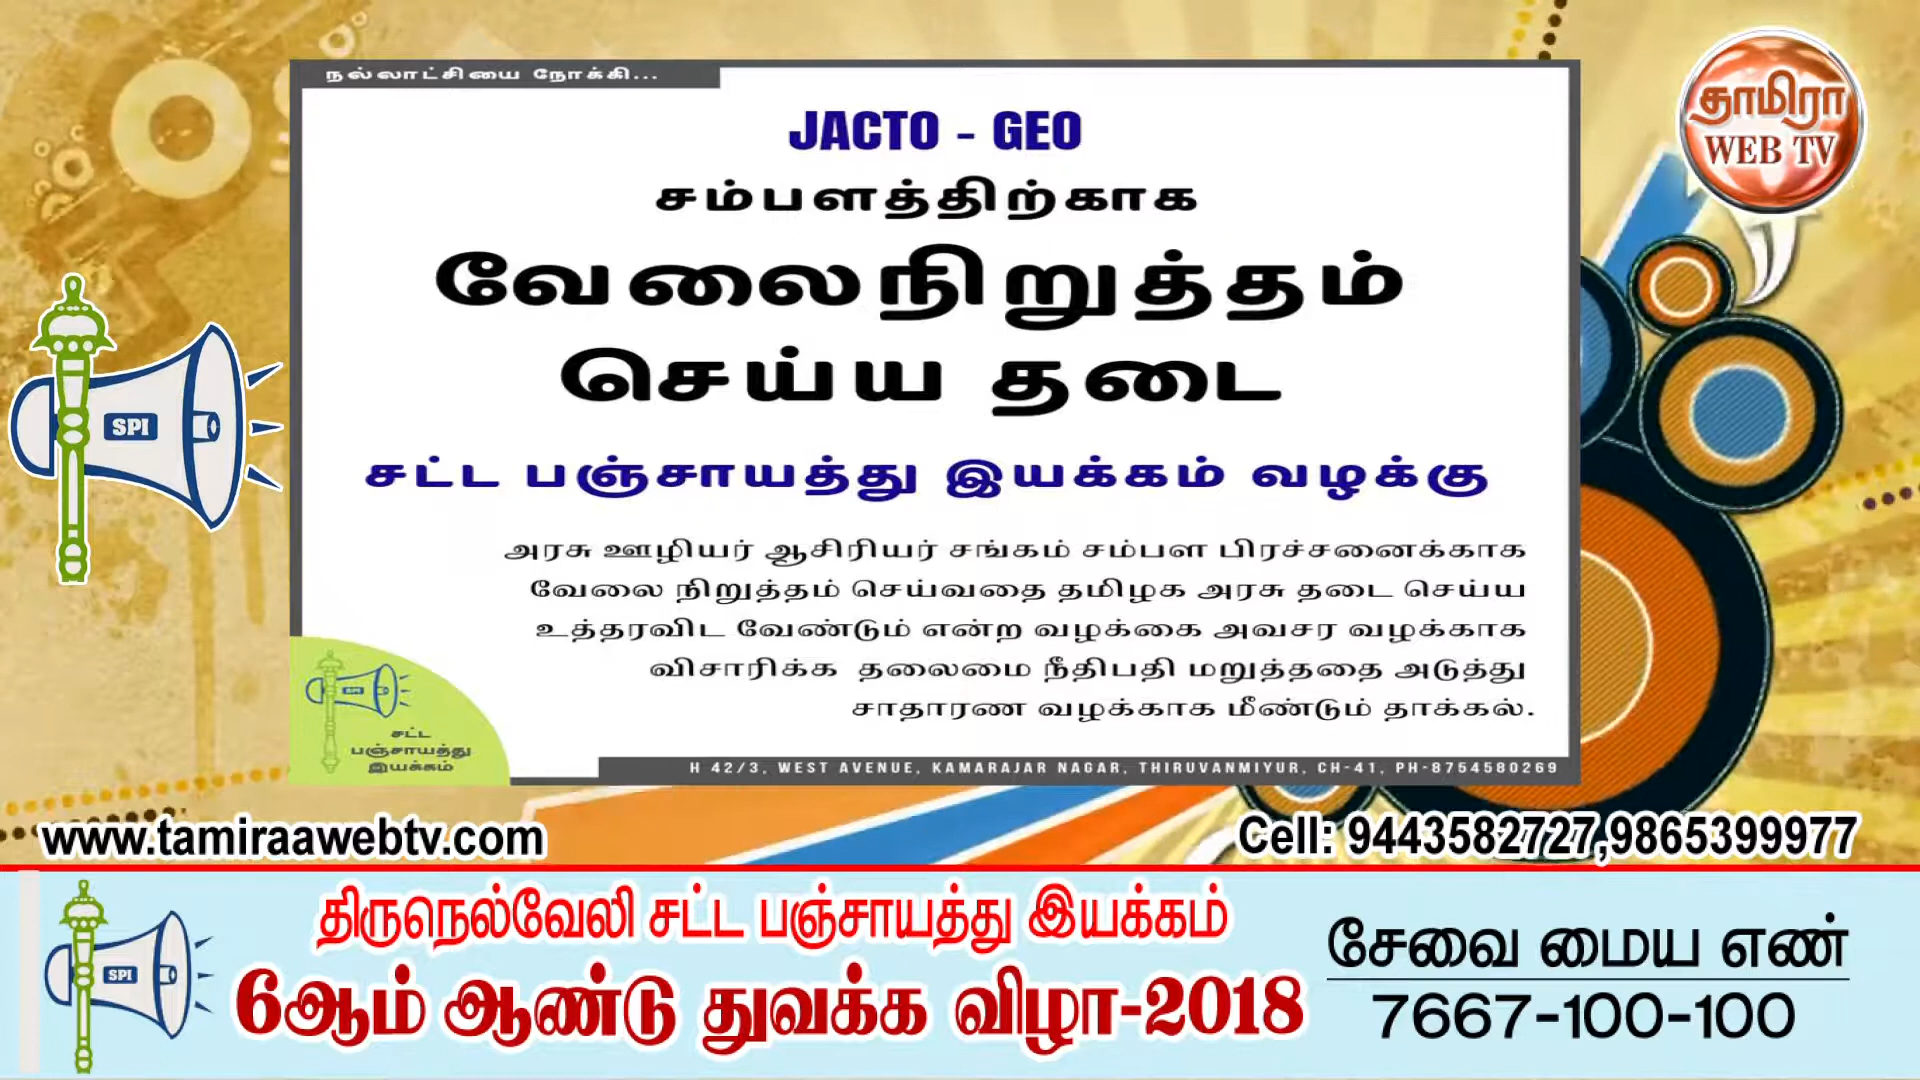 நல்லாட்சியை நோக்கி...
தாமிரா
WEB TV
JACTO - GEO
சம்பளத்திற்காக
வேலைநிறுத்தம்
செய்ய தடை
சட்ட பஞ்சாயத்து இயக்கம் வழக்கு
SPI
அரசு ஊழியர் ஆசிரியர் சங்கம் சம்பள பிரச்சனைக்காக
வேலை நிறுத்தம் செய்வதை தமிழக அரசு தடை செய்ய
உத்தரவிட வேண்டும் என்ற வழக்கை அவசர வழக்காக
விசாரிக்க தலைமை நீதிபதி மறுத்ததை அடுத்து
சாதாரண வழக்காக மீண்டும் தாக்கல்.
SPI
சட்ட
பஞ்சாயத்து
இயக்கம்
H 42/3, WEST AVENUE, KAMARAJAR NAGAR, THIRUVANMIYUR, CH-41, PH-8754580269
www.tamiraawebtv.com
Cell: 9443582727,9865399977
SPI
திருநெல்வேலி சட்ட பஞ்சாயத்து இயக்கம்
6ஆம் ஆண்டு துவக்க விழா-2018
சேவை மைய எண்
7667-100-100